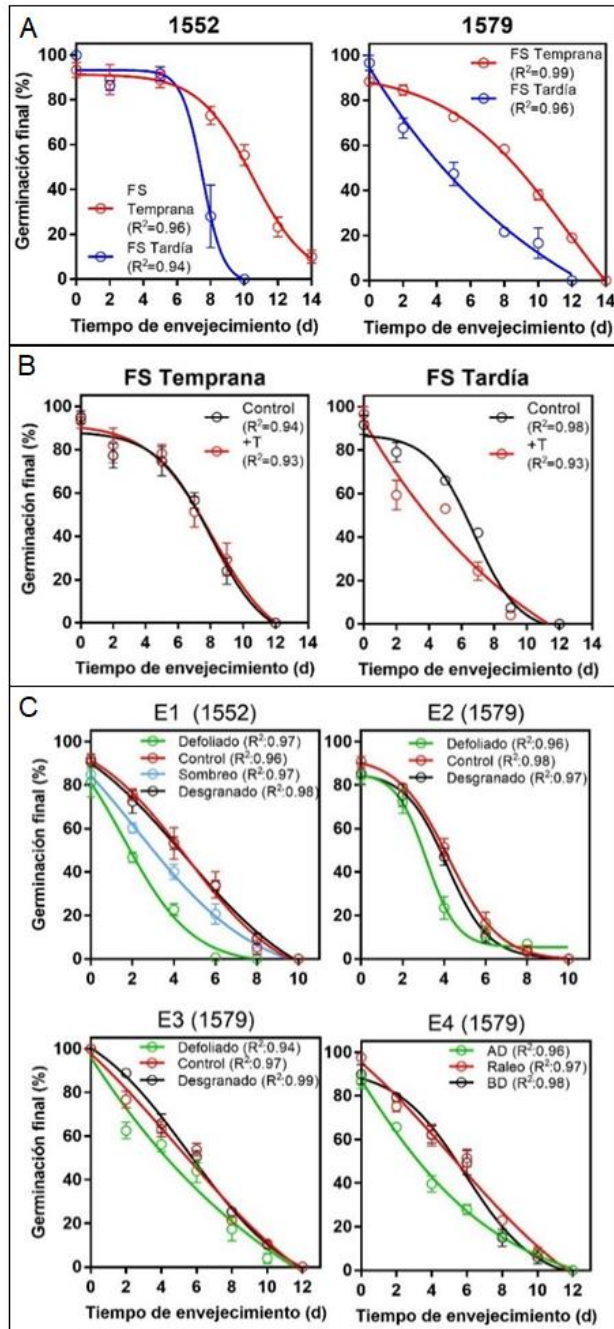 A
1552
1579
Germinación final (%)
100
80
60
40
20
0
FS
Temprana
(R²=0.96)
FS Tardía
(R²=0.94)
0 2 4 6 8 10 12 14
Tiempo de envejecimiento (d)
100
80
60
40
20
0
FS Temprana
(R²=0.99)
FS Tardía
(R²=0.96)
0 2 4 6 8 10 12 14
Tiempo de envejecimiento (d)
B
FS Temprana
FS Tardía
Germinación final (%)
100
80
60
40
20
0
Control
(R²=0.94)
+T
(R²=0.93)
0 2 4 6 8 10 12 14
Tiempo de envejecimiento (d)
100
80
60
40
20
0
Control
(R²=0.98)
+T
(R²=0.93)
0 2 4 6 8 10 12 14
Tiempo de envejecimiento (d)
C
E1 (1552)
E2 (1579)
Germinación final (%)
100
80
60
40
20
0
Defoliado (R²:0.97)
Control (R²:0.96)
Sombreo (R²:0.97)
Desgranado (R²:0.98)
0 2 4 6 8 10
100
80
60
40
20
0
Defoliado (R²:0.96)
Control (R²:0.98)
Desgranado (R²:0.97)
0 2 4 6 8 10
E3 (1579)
E4 (1579)
Germinación final (%)
100
80
60
40
20
0
Defoliado (R²:0.94)
Control (R²:0.97)
Desgranado (R²:0.99)
0 2 4 6 8 10 12
Tiempo de envejecimiento (d)
100
80
60
40
20
0
AD (R²:0.96)
Raleo (R²:0.97)
BD (R²:0.98)
0 2 4 6 8 10 12
Tiempo de envejecimiento (d)